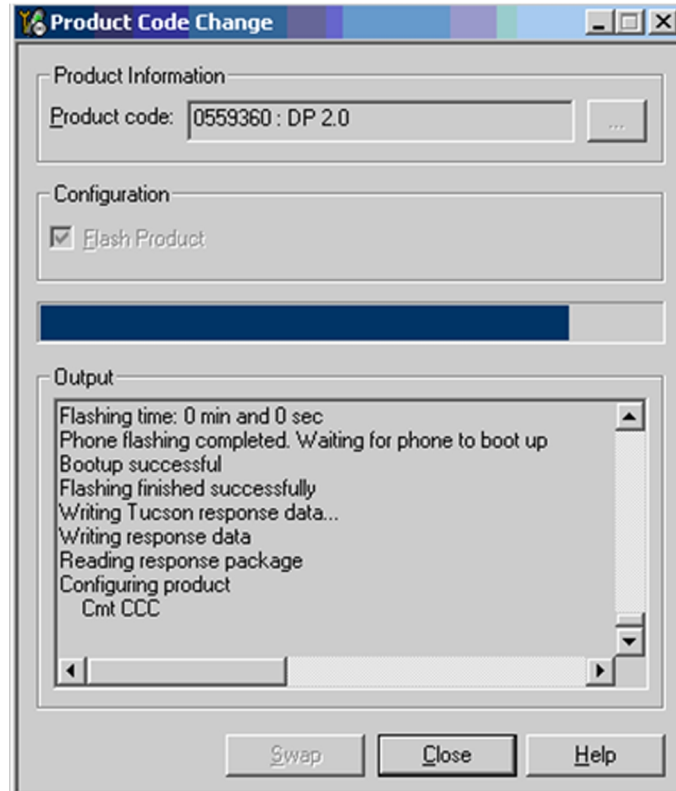 Product Code Change
Product Information
Product code: 0559360 : DP 2.0
...
Configuration
Flash Product
Output
Flashing time: 0 min and 0 sec
Phone flashing completed. Waiting for phone to boot up
Bootup successful
Flashing finished successfully
Writing Tucson response data...
Writing response data
Reading response package
Configuring product
Cmt CCC
Swap Close Help